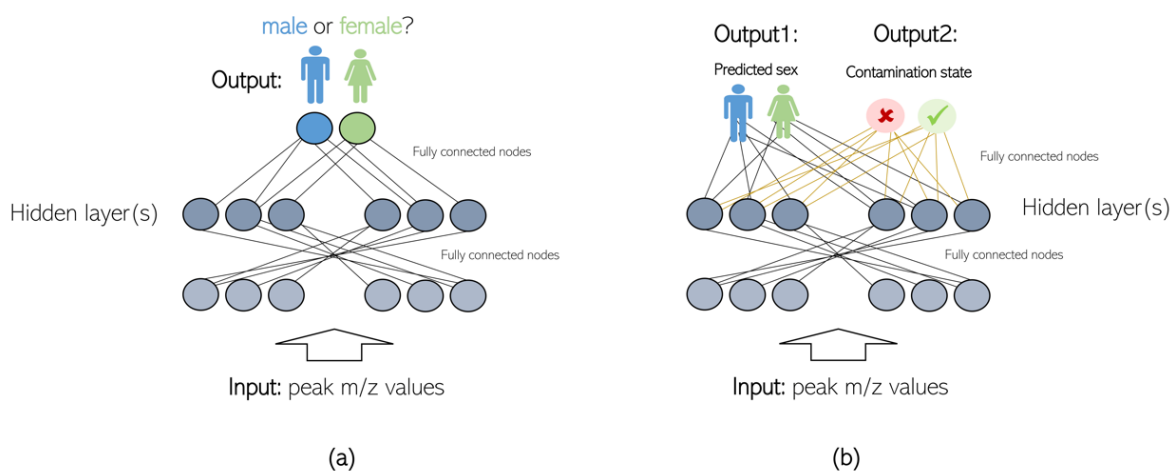 male or female?
Output:
Fully connected nodes
Hidden layer(s)
Fully connected nodes
Input: peak m/z values
(a)
Output1:
Output2:
Predicted sex
Contamination state
Fully connected nodes
Hidden layer(s)
Fully connected nodes
Input: peak m/z values
(b)